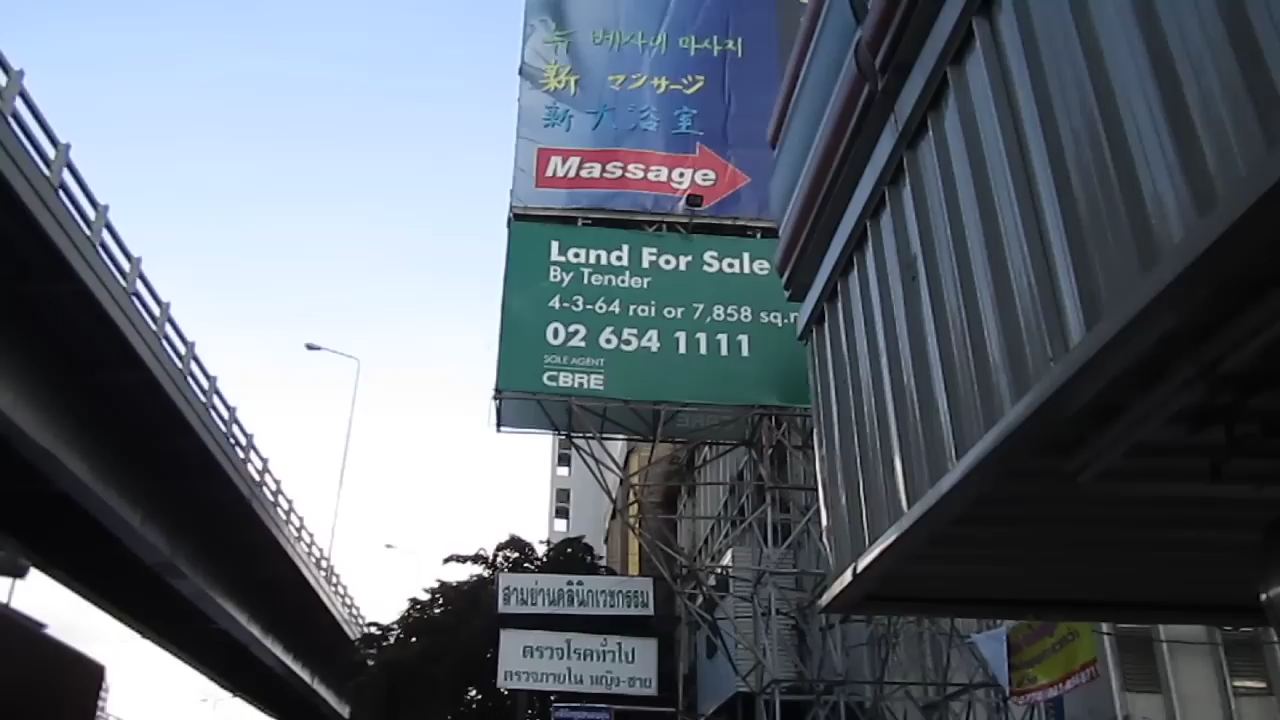 뉴 베사메 마사지
新 マンサージ
新大浴室
Massage
Land For Sale
By Tender
4-3-64 rai or 7,858 sq.
02 654 1111
SOLE AGENT
CBRE
สามย่านคลินิกเวชกรรม
ตรวจโรคทั่วไป
ตรวจภายใน หญิง-ชาย